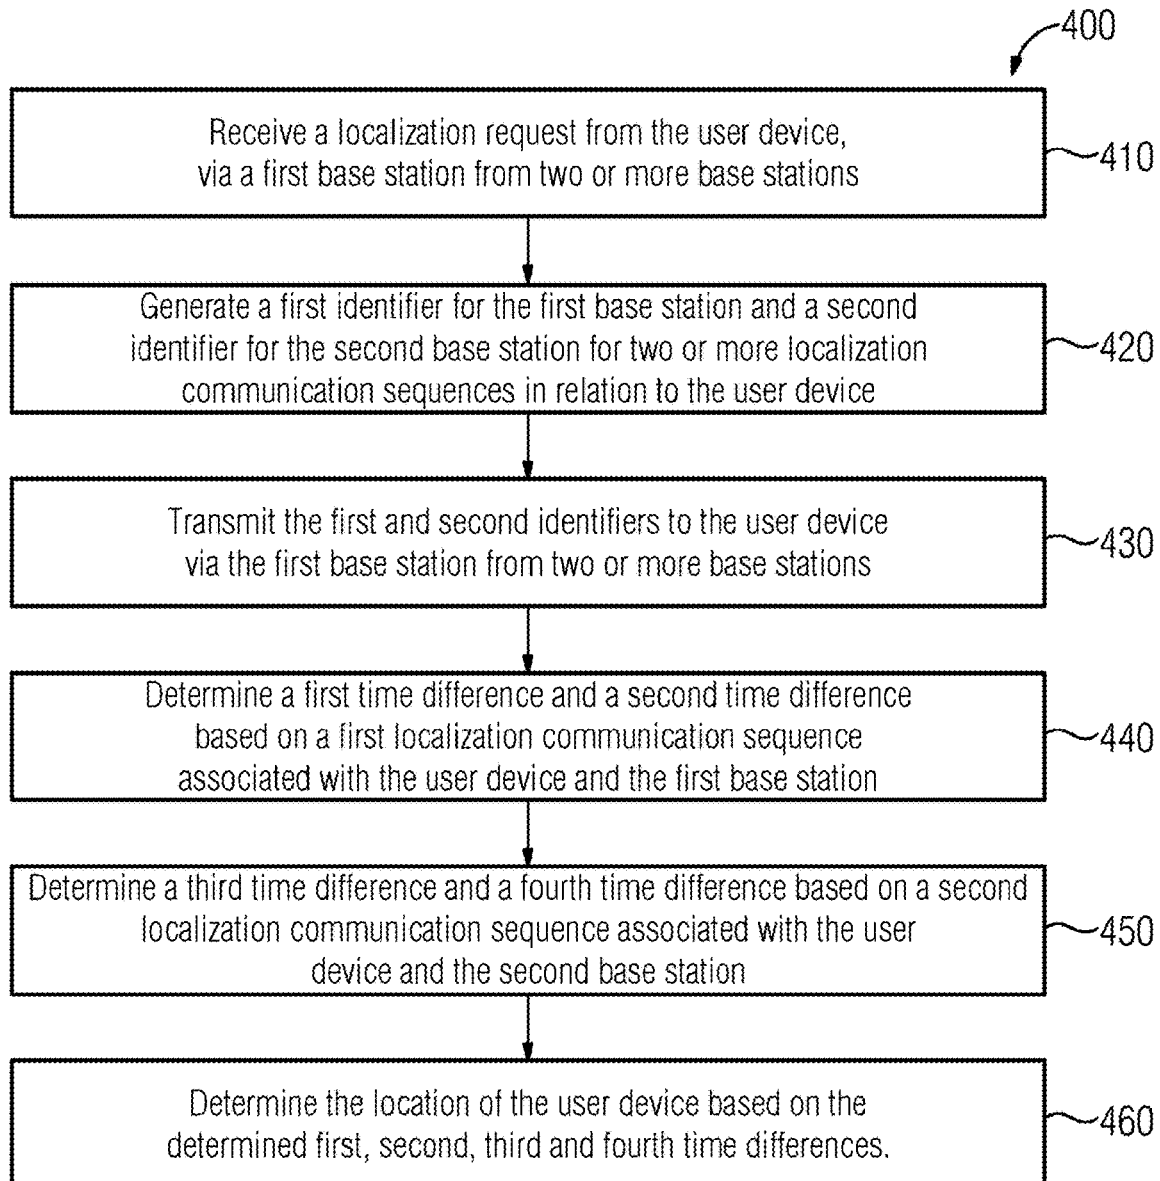 400
Receive a localization request from the user device,
via a first base station from two or more base stations
410
Generate a first identifier for the first base station and a second
identifier for the second base station for two or more localization
communication sequences in relation to the user device
420
Transmit the first and second identifiers to the user device
via the first base station from two or more base stations
430
Determine a first time difference and a second time difference
based on a first localization communication sequence
associated with the user device and the first base station
440
Determine a third time difference and a fourth time difference based on a second
localization communication sequence associated with the user
device and the second base station
450
Determine the location of the user device based on the
determined first, second, third and fourth time differences.
460